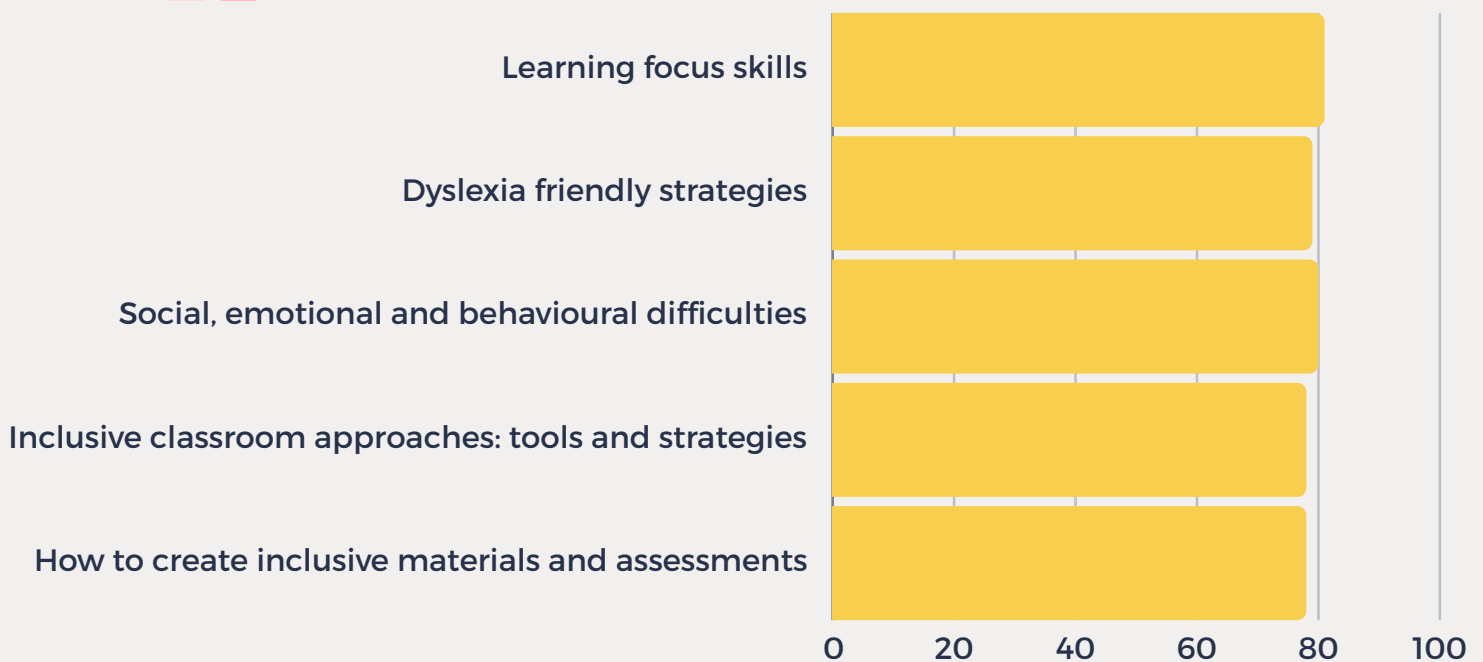 Learning focus skills
Dyslexia friendly strategies
Social, emotional and behavioural difficulties
Inclusive classroom approaches: tools and strategies
How to create inclusive materials and assessments
0 20 40 60 80 100